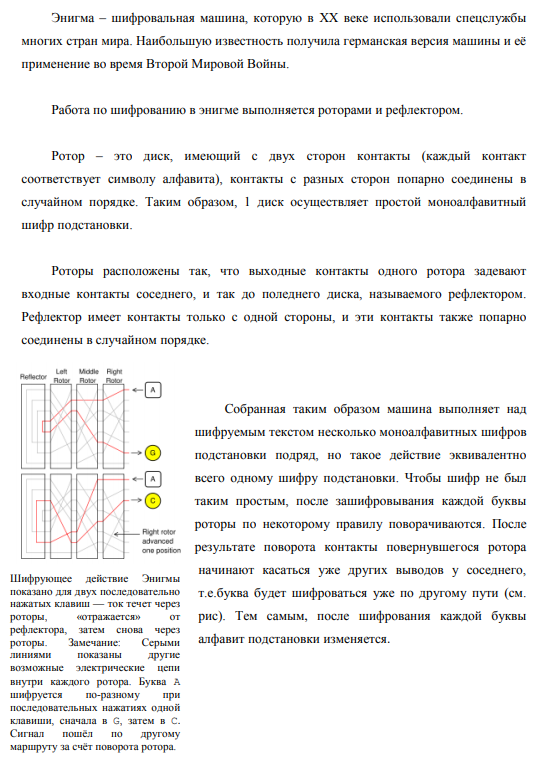 Энигма – шифровальная машина, которую в XX веке использовали спецслужбы
многих стран мира. Наибольшую известность получила германская версия машины и её
применение во время Второй Мировой Войны.
Работа по шифрованию в энигме выполняется роторами и рефлектором.
Ротор – это диск, имеющий с двух сторон контакты (каждый контакт
соответствует символу алфавита), контакты с разных сторон попарно соединены в
случайном порядке. Таким образом, 1 диск осуществляет простой моноалфавитный
шифр подстановки.
Роторы расположены так, что выходные контакты одного ротора задевают
входные контакты соседнего, и так до поледнего диска, называемого рефлектором.
Рефлектор имеет контакты только с одной стороны, и эти контакты также попарно
соединены в случайном порядке.
Reflector
Left
Rotor
Middle
Rotor
Right
Rotor
A
G
A
C
Right rotor
advanced
one position
Шифрующее действие Энигмы
показано для двух последовательно
нажатых клавиш — ток течет через
роторы, «отражается» от
рефлектора, затем снова через
роторы. Замечание: Серыми
линиями показаны другие
возможные электрические цепи
внутри каждого ротора. Буква A
шифруется по-разному при
последовательных нажатиях одной
клавиши, сначала в G, затем в C.
Сигнал пошёл по другому
маршруту за счёт поворота ротора.
Собранная таким образом машина выполняет над
шифруемым текстом несколько моноалфавитных шифров
подстановки подряд, но такое действие эквивалентно
всего одному шифру подстановки. Чтобы шифр не был
таким простым, после зашифровывания каждой буквы
роторы по некоторому правилу поворачиваются. После
результате поворота контакты повернувшегося ротора
начинают касаться уже других выводов у соседнего,
т.е.буква будет шифроваться уже по другому пути (см.
рис). Тем самым, после шифрования каждой буквы
алфавит подстановки изменяется.